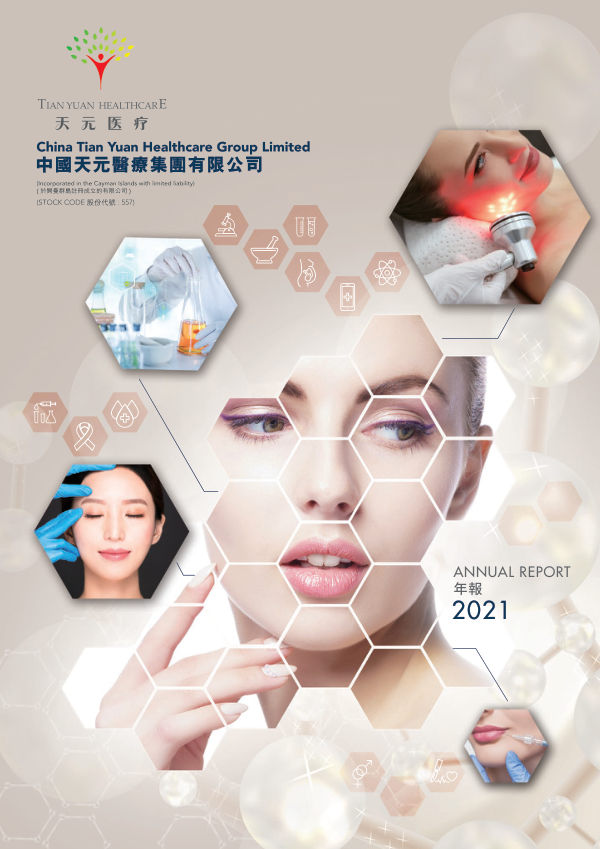 TIAN YUAN HEALTHCARE
天元医疗
China Tian Yuan Healthcare Group Limited
中國天元醫療集團有限公司
(Incorporated in the Cayman Islands with limited liability)
(於開曼群島註冊成立的有限公司)
(STOCK CODE 股份代號 : 557)
ANNUAL REPORT
年報
2021